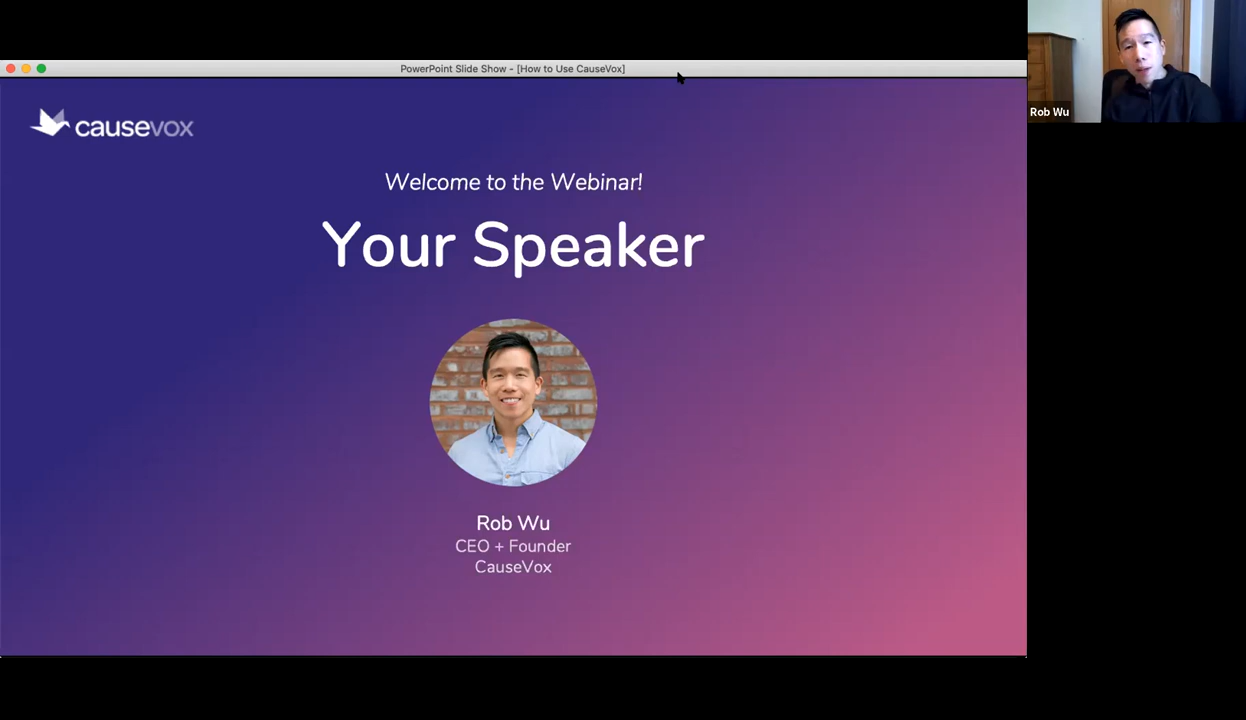 PowerPoint Slide Show - [How to Use CauseVox]
causevox
Welcome to the Webinar!
Your Speaker
Rob Wu
CEO + Founder
CauseVox
Rob Wu